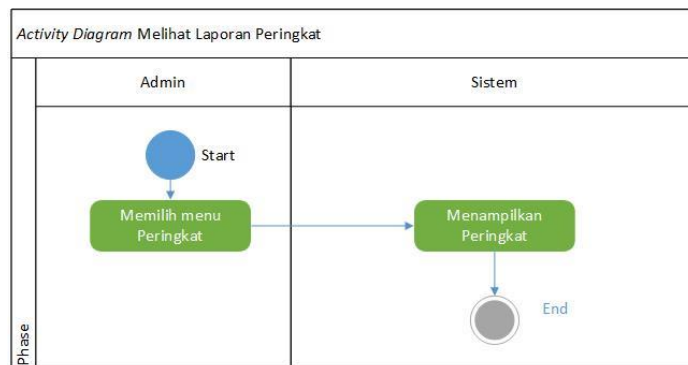 Activity Diagram Melihat Laporan Peringkat
Admin
Sistem
Start
Memilih menu
Peringkat
Menampilkan
Peringkat
End
Phase